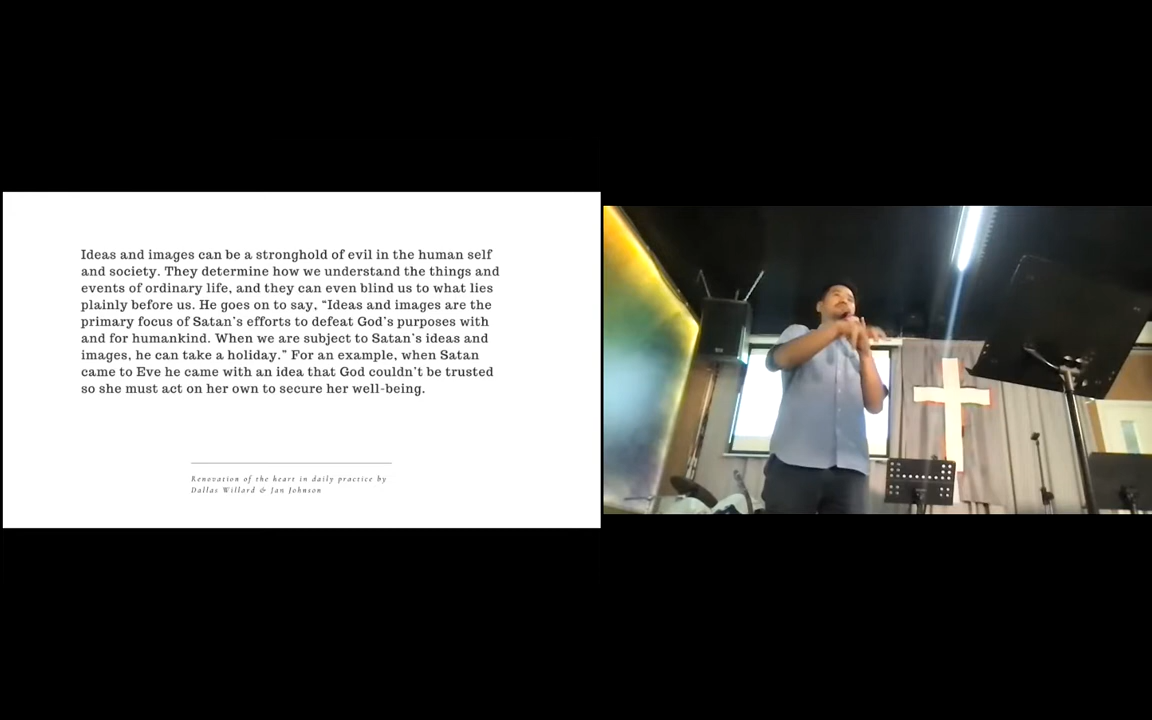 Ideas and images can be a stronghold of evil in the human self
and society. They determine how we understand the things and
events of ordinary life, and they can even blind us to what lies
plainly before us. He goes on to say, “Ideas and images are the
primary focus of Satan’s efforts to defeat God’s purposes with
and for humankind. When we are subject to Satan’s ideas and
images, he can take a holiday.” For an example, when Satan
came to Eve he came with an idea that God couldn’t be trusted
so she must act on her own to secure her well-being.
Renovation of the heart in daily practice by
Dallas Willard & Jan Johnson